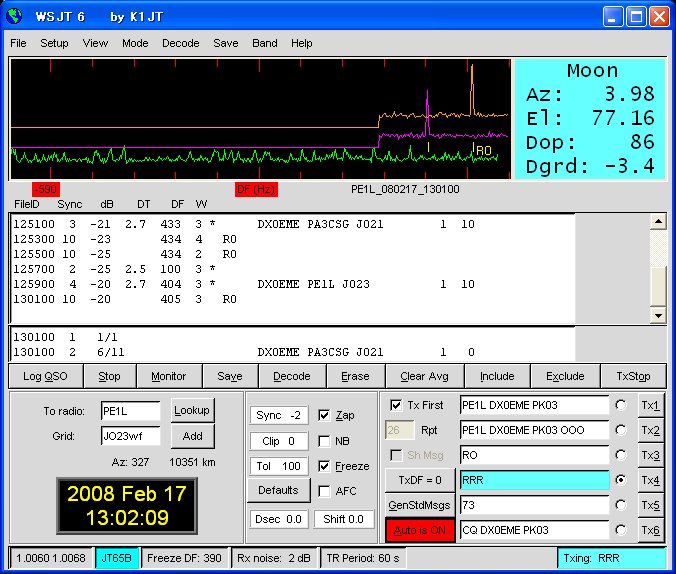 WSJT 6 by K1JT
File Setup View Mode Decode Save Band Help
Moon
Az: 3.98
El: 77.16
Dop: 86
Dgrd: -3.4
RO
-590 DF (Hz) PE1L_080217_130100
FileID Sync dB DT DF W
125100 3 -21 2.7 433 3 * DX0EME PA3CSG JO21 1 10
125300 10 -23 434 4 RO
125500 10 -25 434 2 RO
125700 2 -25 2.5 100 3 *
125900 4 -20 2.7 404 3 * DX0EME PE1L JO23 1 10
130100 10 -20 405 3 RO
130100 1 1/1
130100 2 6/11 DX0EME PA3CSG JO21 1 0
Log QSO Stop Monitor Save Decode Erase Clear Avg Include Exclude TxStop
To radio: PE1L Lookup
Grid: JO23wf Add
Az: 327 10351 km
2008 Feb 17
13:02:09
Sync -2 Zap
Clip 0 NB
Tol 100 Freeze
Defaults AFC
Dsec 0.0 Shift 0.0
Tx First PE1L DX0EME PK03 Tx1
26 Rpt PE1L DX0EME PK03 OOO Tx2
Sh Msg RO Tx3
TxDF = 0 RRR Tx4
GenStdMsgs 73 Tx5
Auto is ON CQ DX0EME PK03 Tx6
1.0060 1.0068 JT65B Freeze DF: 390 Rx noise: 2 dB TR Period: 60 s Txing: RRR